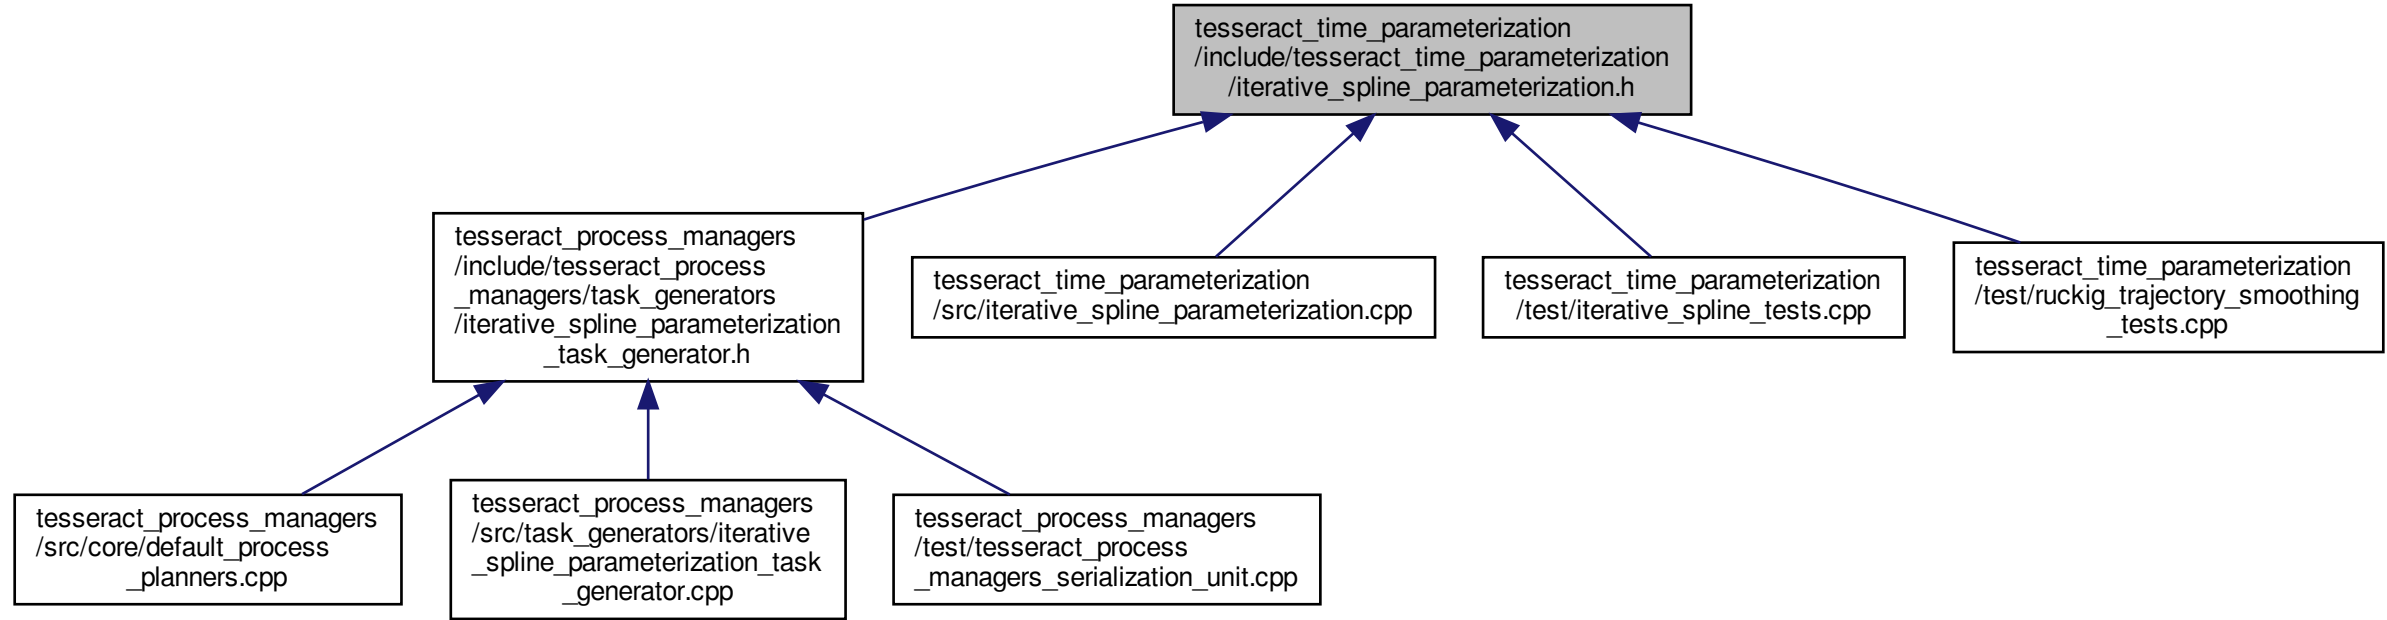 tesseract_time_parameterization
/include/tesseract_time_parameterization
/iterative_spline_parameterization.h
tesseract_process_managers
/include/tesseract_process
_managers/task_generators
/iterative_spline_parameterization
_task_generator.h
tesseract_time_parameterization
/src/iterative_spline_parameterization.cpp
tesseract_time_parameterization
/test/iterative_spline_tests.cpp
tesseract_time_parameterization
/test/ruckig_trajectory_smoothing
_tests.cpp
tesseract_process_managers
/src/core/default_process
_planners.cpp
tesseract_process_managers
/src/task_generators/iterative
_spline_parameterization_task
_generator.cpp
tesseract_process_managers
/test/tesseract_process
_managers_serialization_unit.cpp